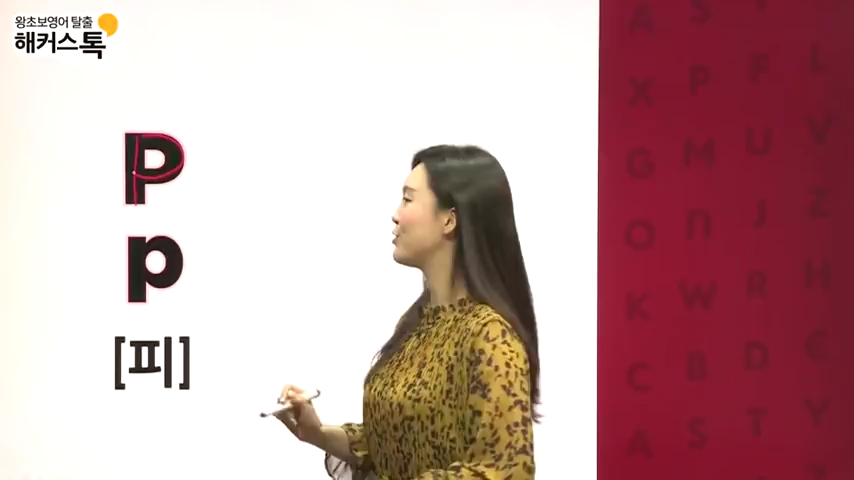 왕초보영어 탈출
해커스톡
P
p
[피]
A S
X P F L
G M U V
O U J Z
K W R H
C B D €
A S T Y